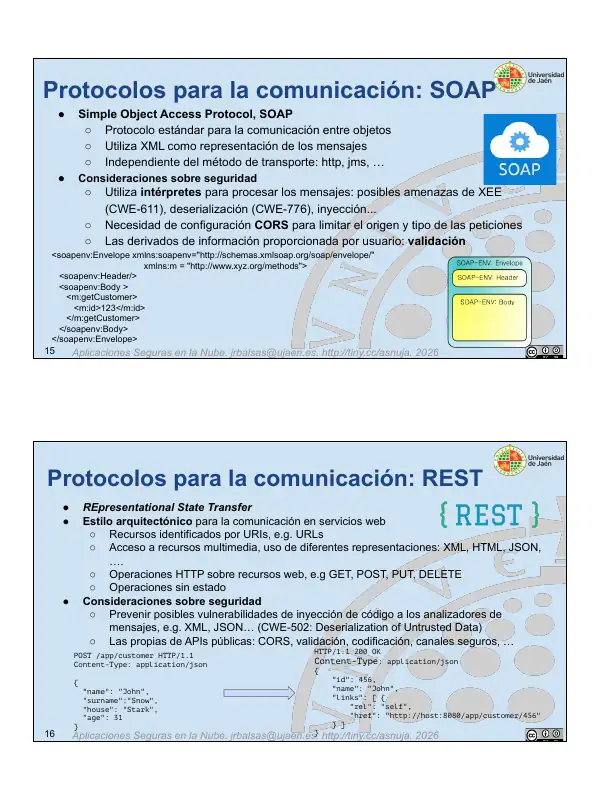 Protocolos para la comunicación: SOAP
Universidad
de Jaén
● Simple Object Access Protocol, SOAP
○ Protocolo estándar para la comunicación entre objetos
○ Utiliza XML como representación de los mensajes
○ Independiente del método de transporte: http, jms, …
● Consideraciones sobre seguridad
○ Utiliza intérpretes para procesar los mensajes: posibles amenazas de XEE
(CWE-611), deserialización (CWE-776), inyección...
○ Necesidad de configuración CORS para limitar el origen y tipo de las peticiones
○ Las derivados de información proporcionada por usuario: validación
SOAP
<soapenv:Envelope xmlns:soapenv="http://schemas.xmlsoap.org/soap/envelope/"
xmlns:m = "http://www.xyz.org/methods">
<soapenv:Header/>
<soapenv:Body >
<m:getCustomer>
<m:id>123</m:id>
</m:getCustomer>
</soapenv:Body>
</soapenv:Envelope>
SOAP-ENV: Envelope
SOAP-ENV: Header
SOAP-ENV: Body
15
Aplicaciones Seguras en la Nube. jrbalsas@ujaen.es. http://tiny.cc/asnuja. 2026
Protocolos para la comunicación: REST
Universidad
de Jaén
● REpresentational State Transfer
● Estilo arquitectónico para la comunicación en servicios web
○ Recursos identificados por URIs, e.g. URLs
○ Acceso a recursos multimedia, uso de diferentes representaciones: XML, HTML, JSON,
….
○ Operaciones HTTP sobre recursos web, e.g GET, POST, PUT, DELETE
○ Operaciones sin estado
● Consideraciones sobre seguridad
○ Prevenir posibles vulnerabilidades de inyección de código a los analizadores de
mensajes, e.g. XML, JSON… (CWE-502: Deserialization of Untrusted Data)
○ Las propias de APIs públicas: CORS, validación, codificación, canales seguros, …
{ REST }
POST /app/customer HTTP/1.1
Content-Type: application/json
{
"name": "John",
"surname":"Snow",
"house": "Stark",
"age": 31
}
HTTP/1.1 200 OK
Content-Type: application/json
{
"id": 456,
"name": "John",
"links": [ {
"rel": "self",
"href": "http://host:8080/app/customer/456"
} ]
}
16
Aplicaciones Seguras en la Nube. jrbalsas@ujaen.es. http://tiny.cc/asnuja. 2026